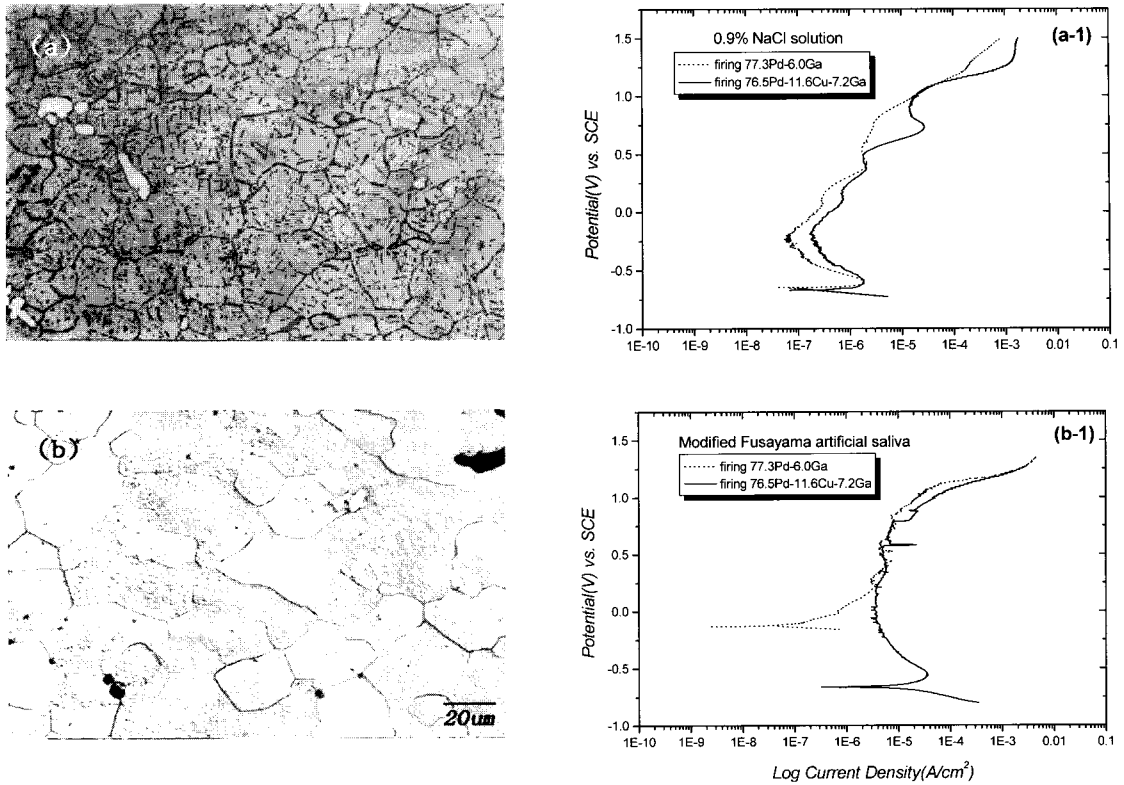 (a)
(a-1)
0.9% NaCl solution
firing 77.3Pd-6.0Ga
firing 76.5Pd-11.6Cu-7.2Ga
Potential(V) vs. SCE
1.5
1.0
0.5
0.0
-0.5
-1.0
1E-10 1E-9 1E-8 1E-7 1E-6 1E-5 1E-4 1E-3 0.01 0.1
(b)
20um
(b-1)
Modified Fusayama artificial saliva
firing 77.3Pd-6.0Ga
firing 76.5Pd-11.6Cu-7.2Ga
Potential(V) vs. SCE
1.5
1.0
0.5
0.0
-0.5
-1.0
1E-10 1E-9 1E-8 1E-7 1E-6 1E-5 1E-4 1E-3 0.01 0.1
Log Current Density(A/cm²)